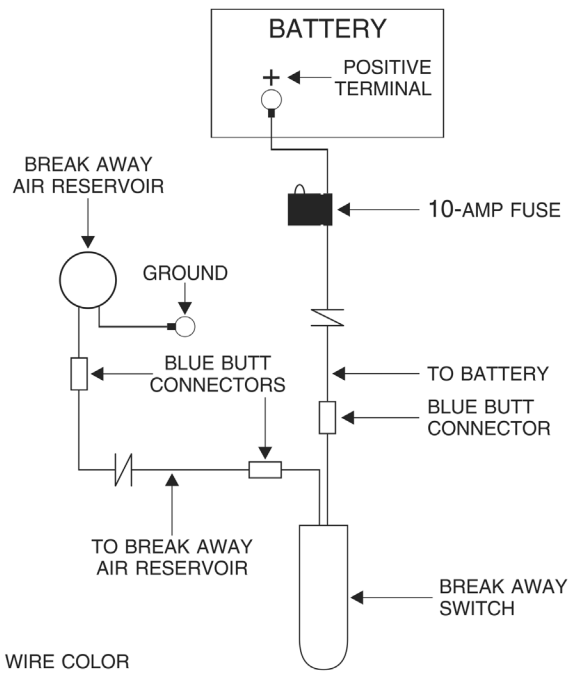 BATTERY
+
POSITIVE
TERMINAL
BREAK AWAY
AIR RESERVOIR
10-AMP FUSE
GROUND
BLUE BUTT
CONNECTORS
TO BATTERY
BLUE BUTT
CONNECTOR
TO BREAK AWAY
AIR RESERVOIR
BREAK AWAY
SWITCH
WIRE COLOR